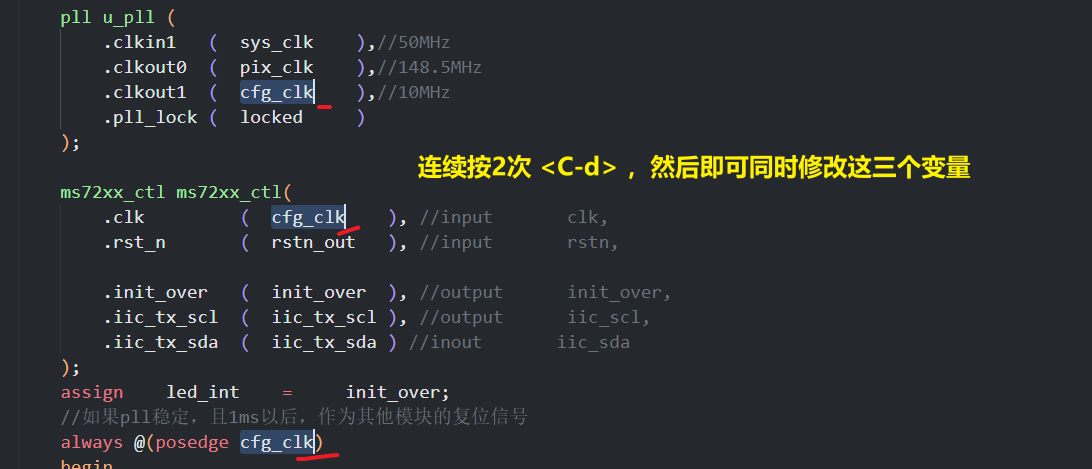 pll u_pll (
.clkin1 ( sys_clk ),//50MHz
.clkout0 ( pix_clk ),//148.5MHz
.clkout1 ( cfg_clk ),//10MHz
.pll_lock ( locked )
);
连续按2次 <C-d> ，然后即可同时修改这三个变量
ms72xx_ctl ms72xx_ctl(
.clk ( cfg_clk ), //input clk,
.rst_n ( rstn_out ), //input rstn,
.init_over ( init_over ), //output init_over,
.iic_tx_scl ( iic_tx_scl ), //output iic_scl,
.iic_tx_sda ( iic_tx_sda ) //inout iic_sda
);
assign led_int = init_over;
//如果pll稳定，且1ms以后，作为其他模块的复位信号
always @(posedge cfg_clk)
begin